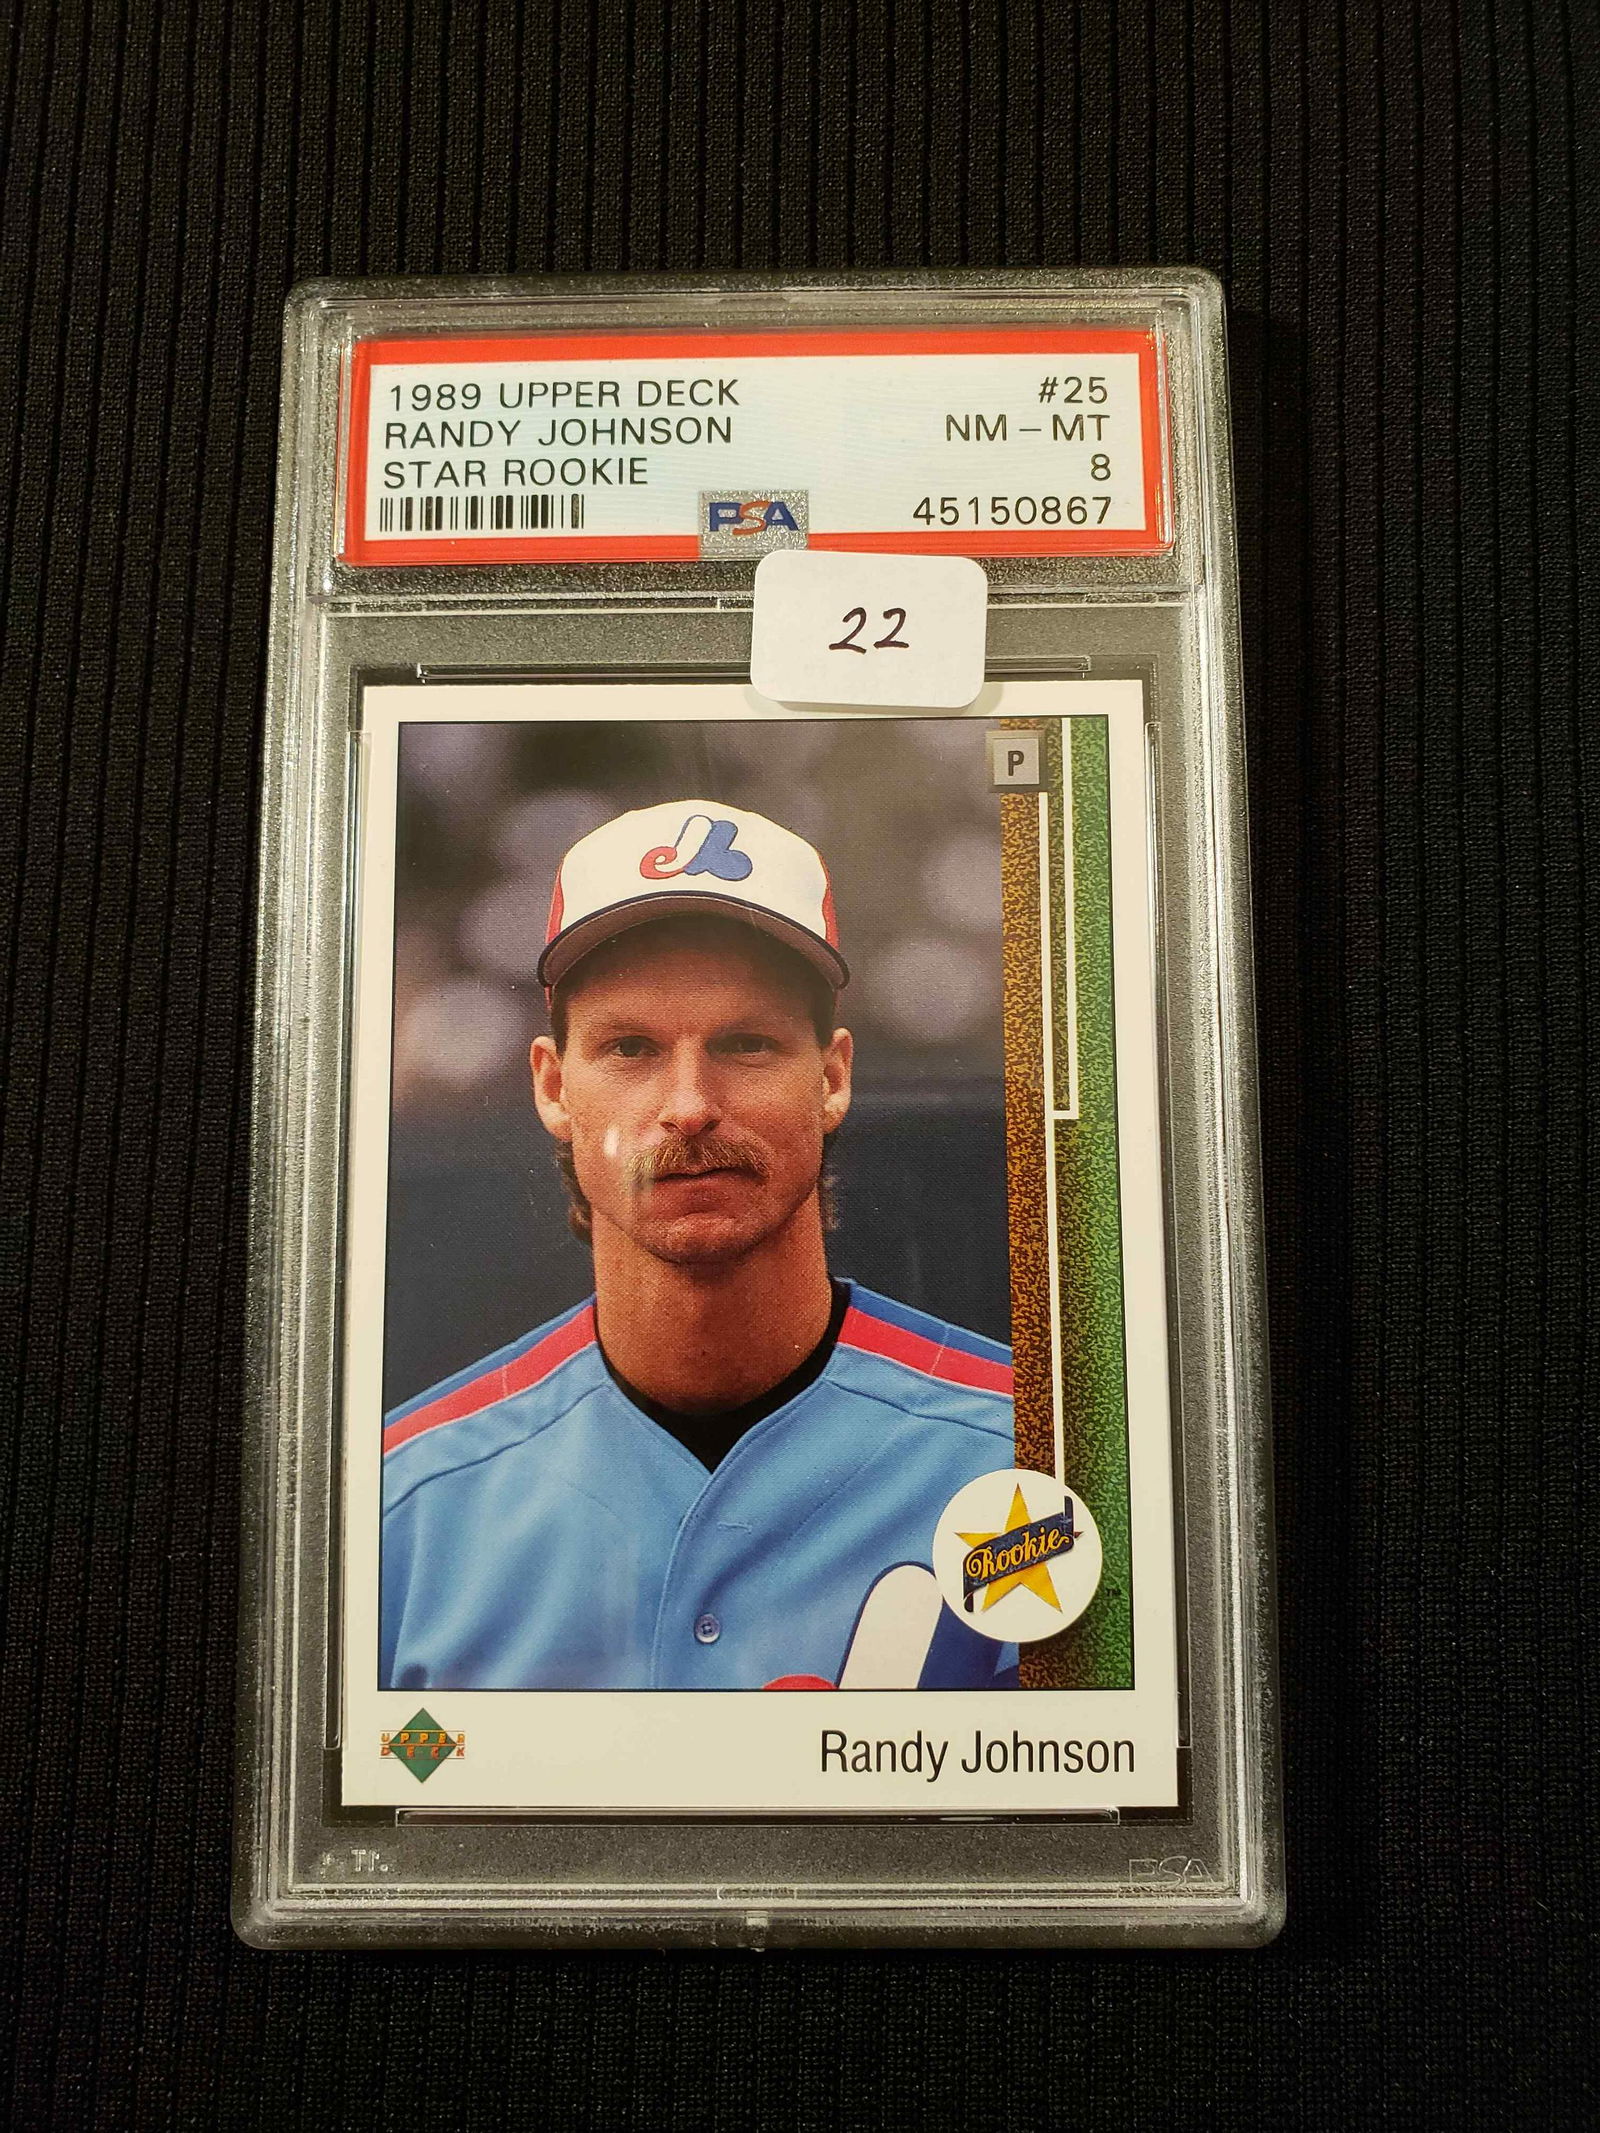 1989 UPPER DECK #25
RANDY JOHNSON NM - MT
STAR ROOKIE 8
PSA 45150867
22
P
Rookie
UPPER
DECK
Randy Johnson
PSA